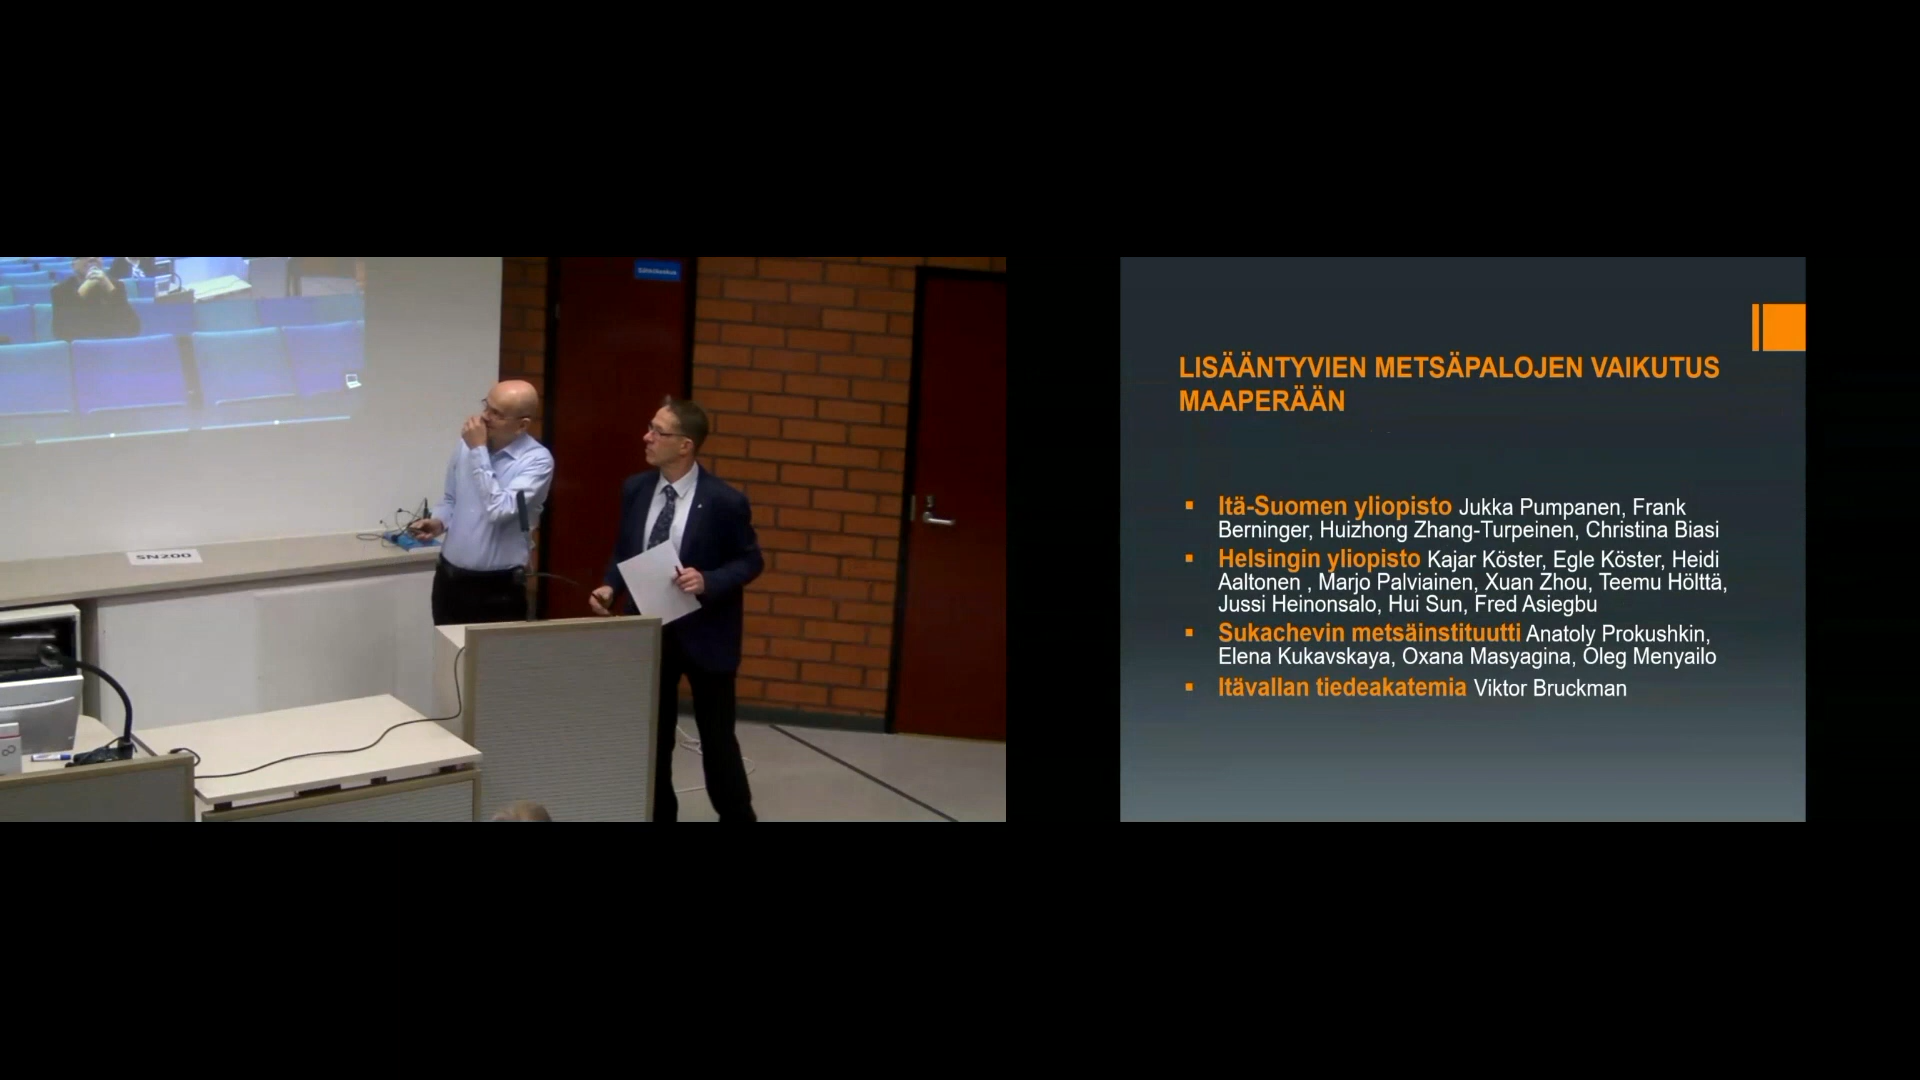 Sähkökeskus
SN200
LISÄÄNTYVIEN METSÄPALOJEN VAIKUTUS
MAAPERÄÄN
Itä-Suomen yliopisto Jukka Pumpanen, Frank
Berninger, Huizhong Zhang-Turpeinen, Christina Biasi
Helsingin yliopisto Kajar Köster, Egle Köster, Heidi
Aaltonen , Marjo Palviainen, Xuan Zhou, Teemu Hölttä,
Jussi Heinonsalo, Hui Sun, Fred Asiegbu
Sukachevin metsäinstituutti Anatoly Prokushkin,
Elena Kukavskaya, Oxana Masyagina, Oleg Menyailo
Itävallan tiedeakatemia Viktor Bruckman